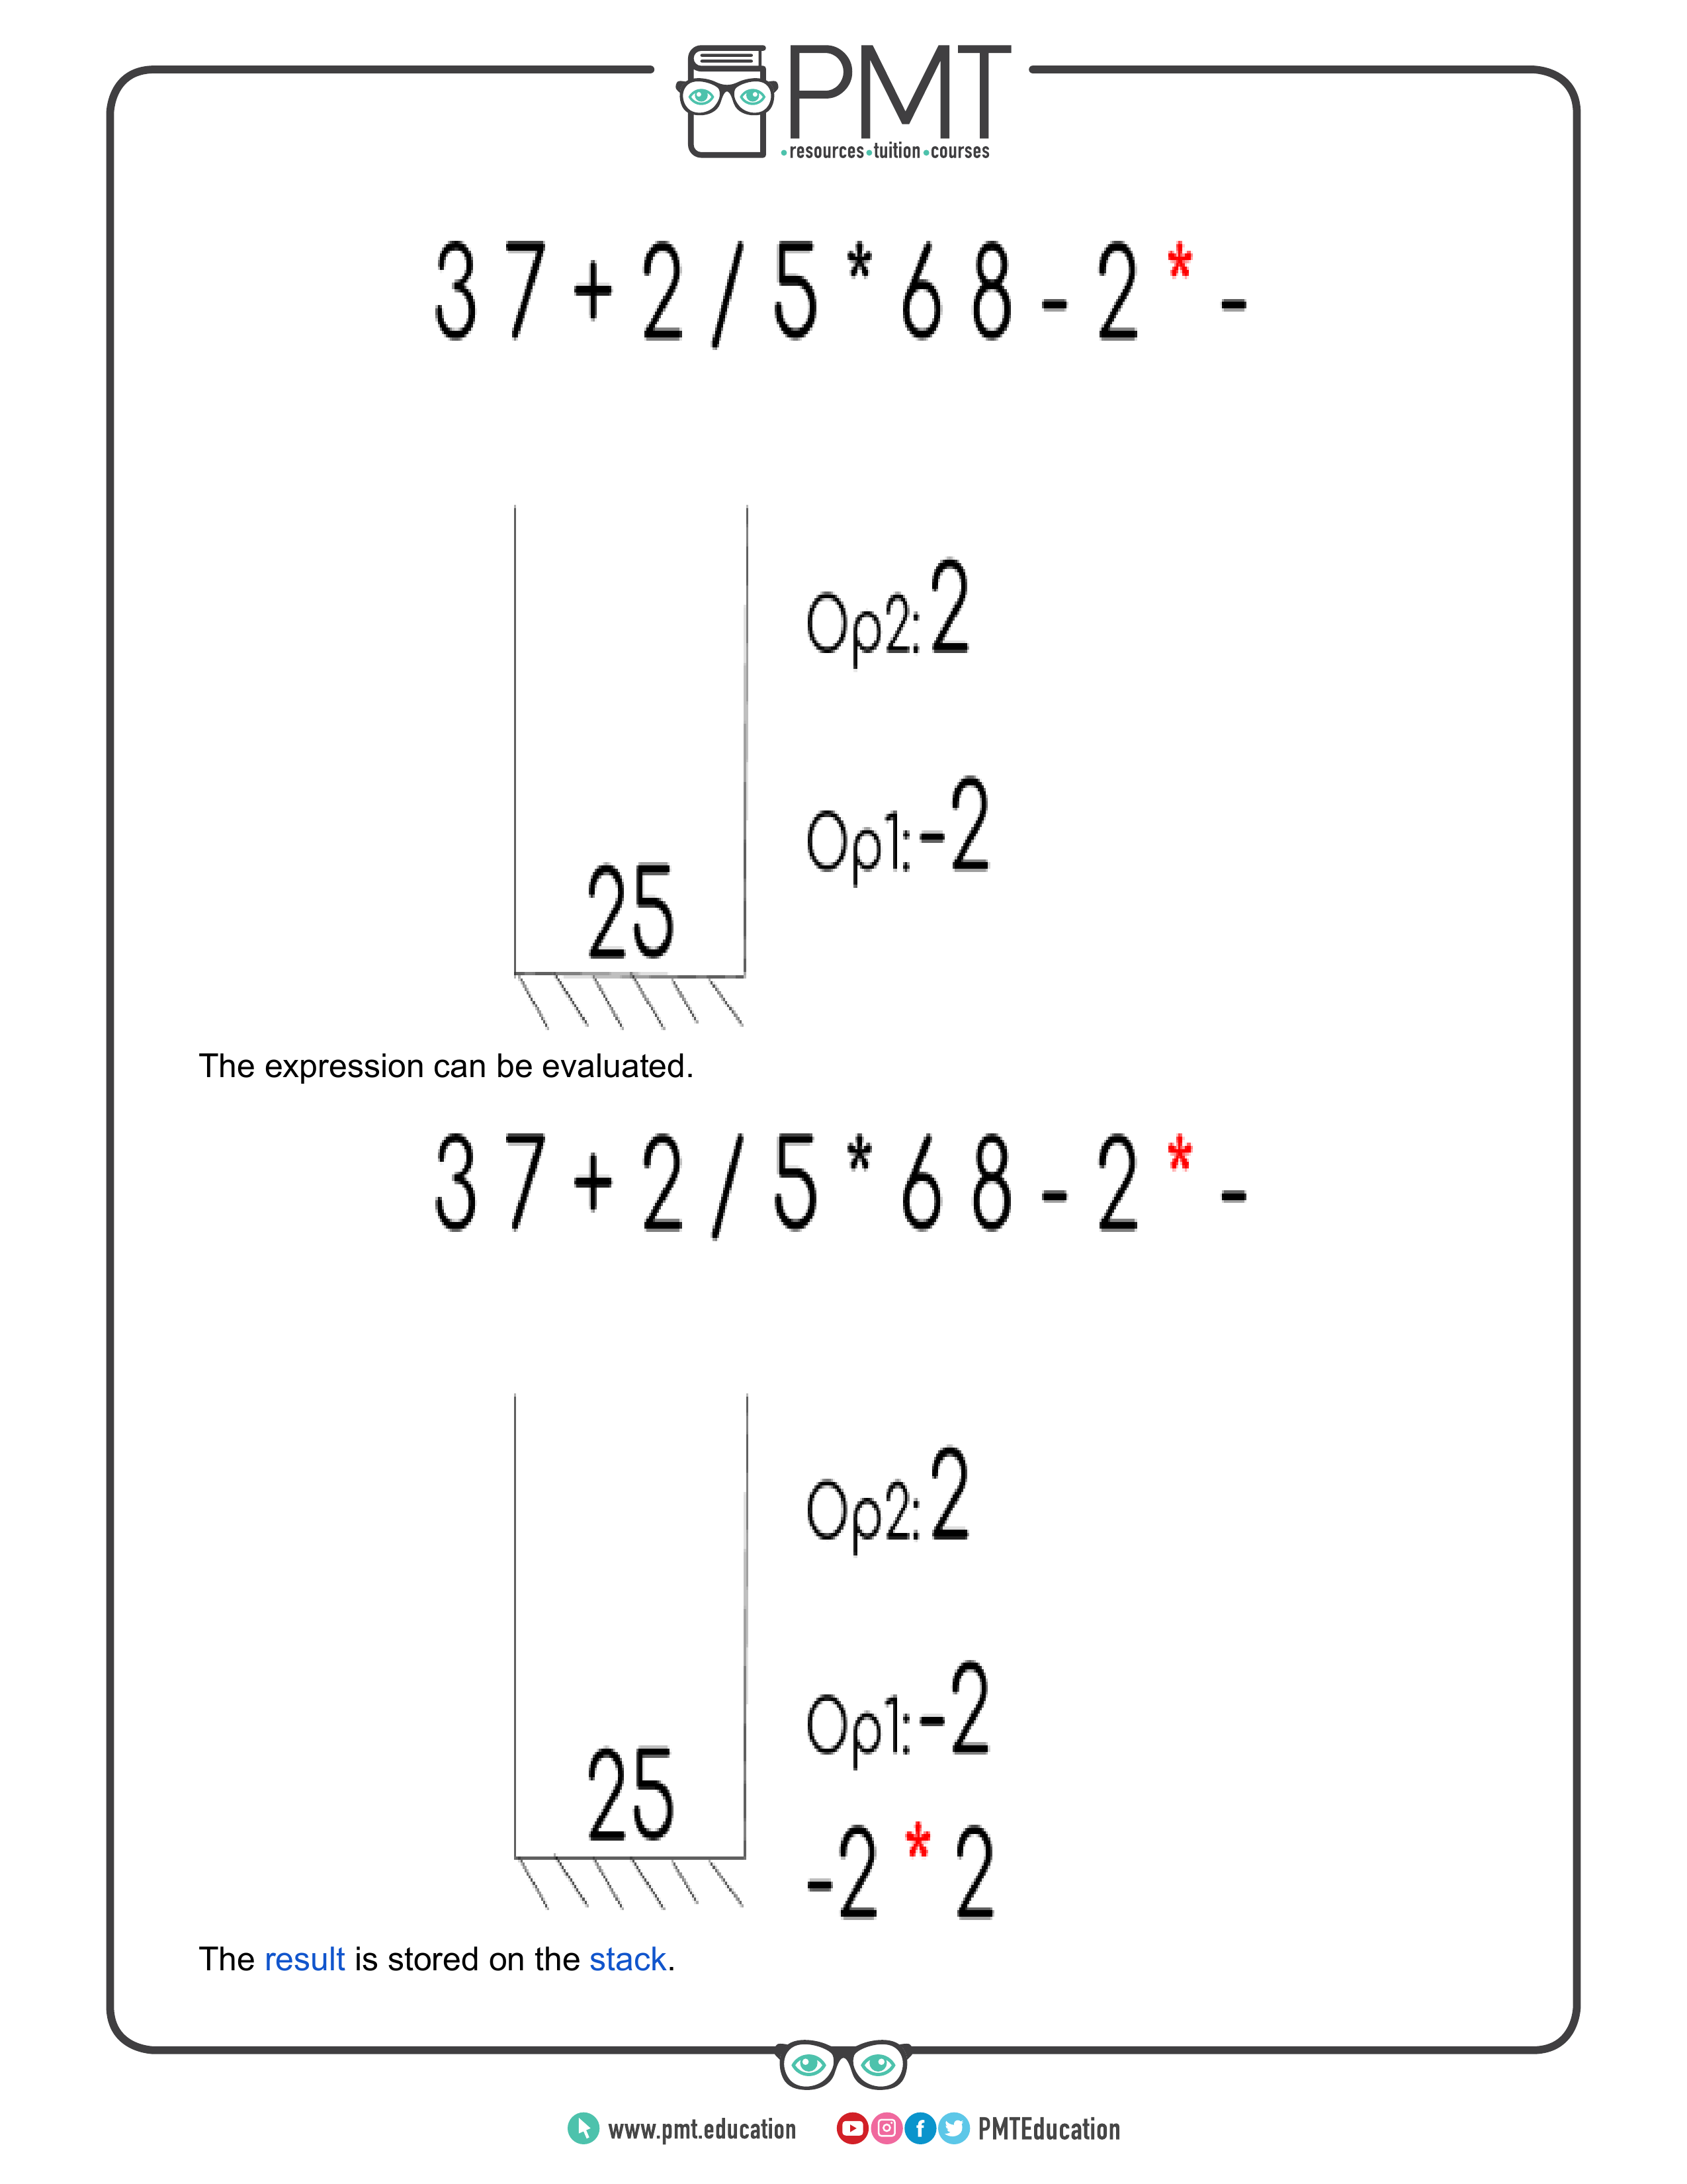 PMT
•resources•tuition•courses
3 7 + 2 / 5 * 6 8 - 2 * -
Op2: 2
Op1: -2
25
The expression can be evaluated.
3 7 + 2 / 5 * 6 8 - 2 * -
Op2: 2
Op1: -2
25
-2 * 2
The result is stored on the stack.
www.pmt.education PMTEducation